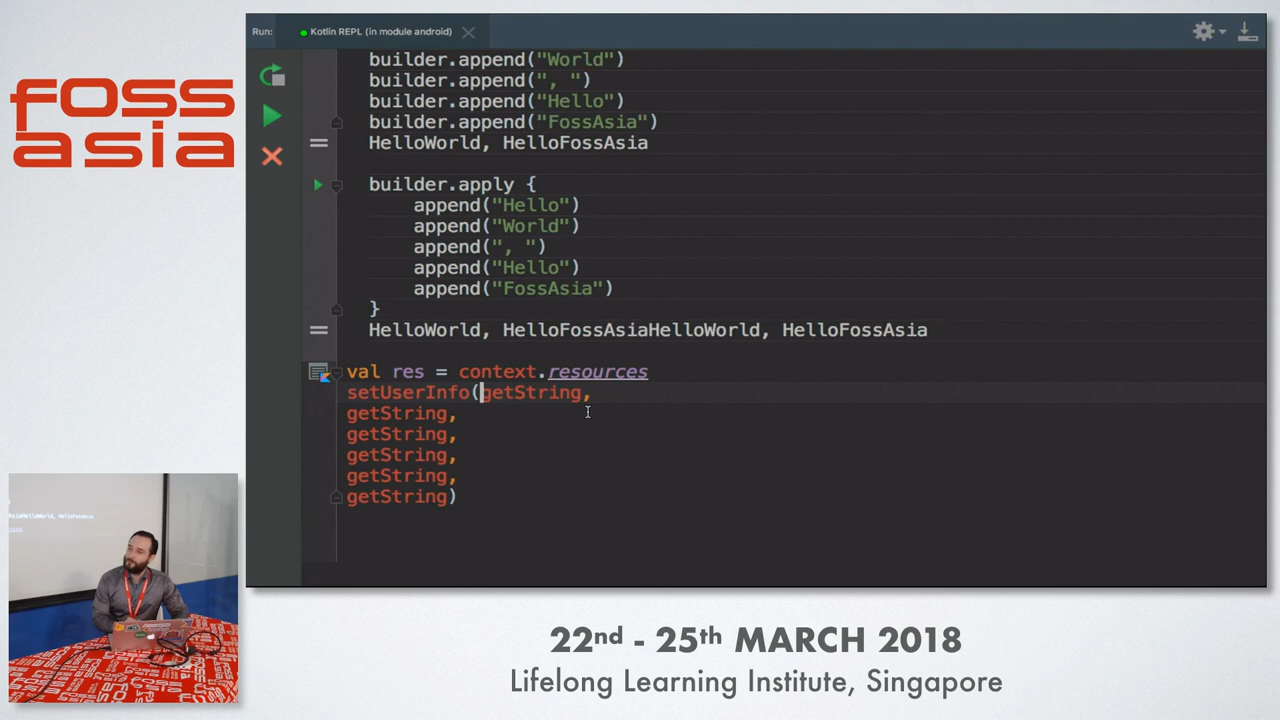 foss
asia
Run: Kotlin REPL (in module android)
builder.append("World")
builder.append(", ")
builder.append("Hello")
builder.append("FossAsia")
HelloWorld, HelloFossAsia
builder.apply {
append("Hello")
append("World")
append(", ")
append("Hello")
append("FossAsia")
}
HelloWorld, HelloFossAsiaHelloWorld, HelloFossAsia
val res = context.resources
setUserInfo(getString,
getString,
getString,
getString,
getString,
getString)
22nd - 25th MARCH 2018
Lifelong Learning Institute, Singapore